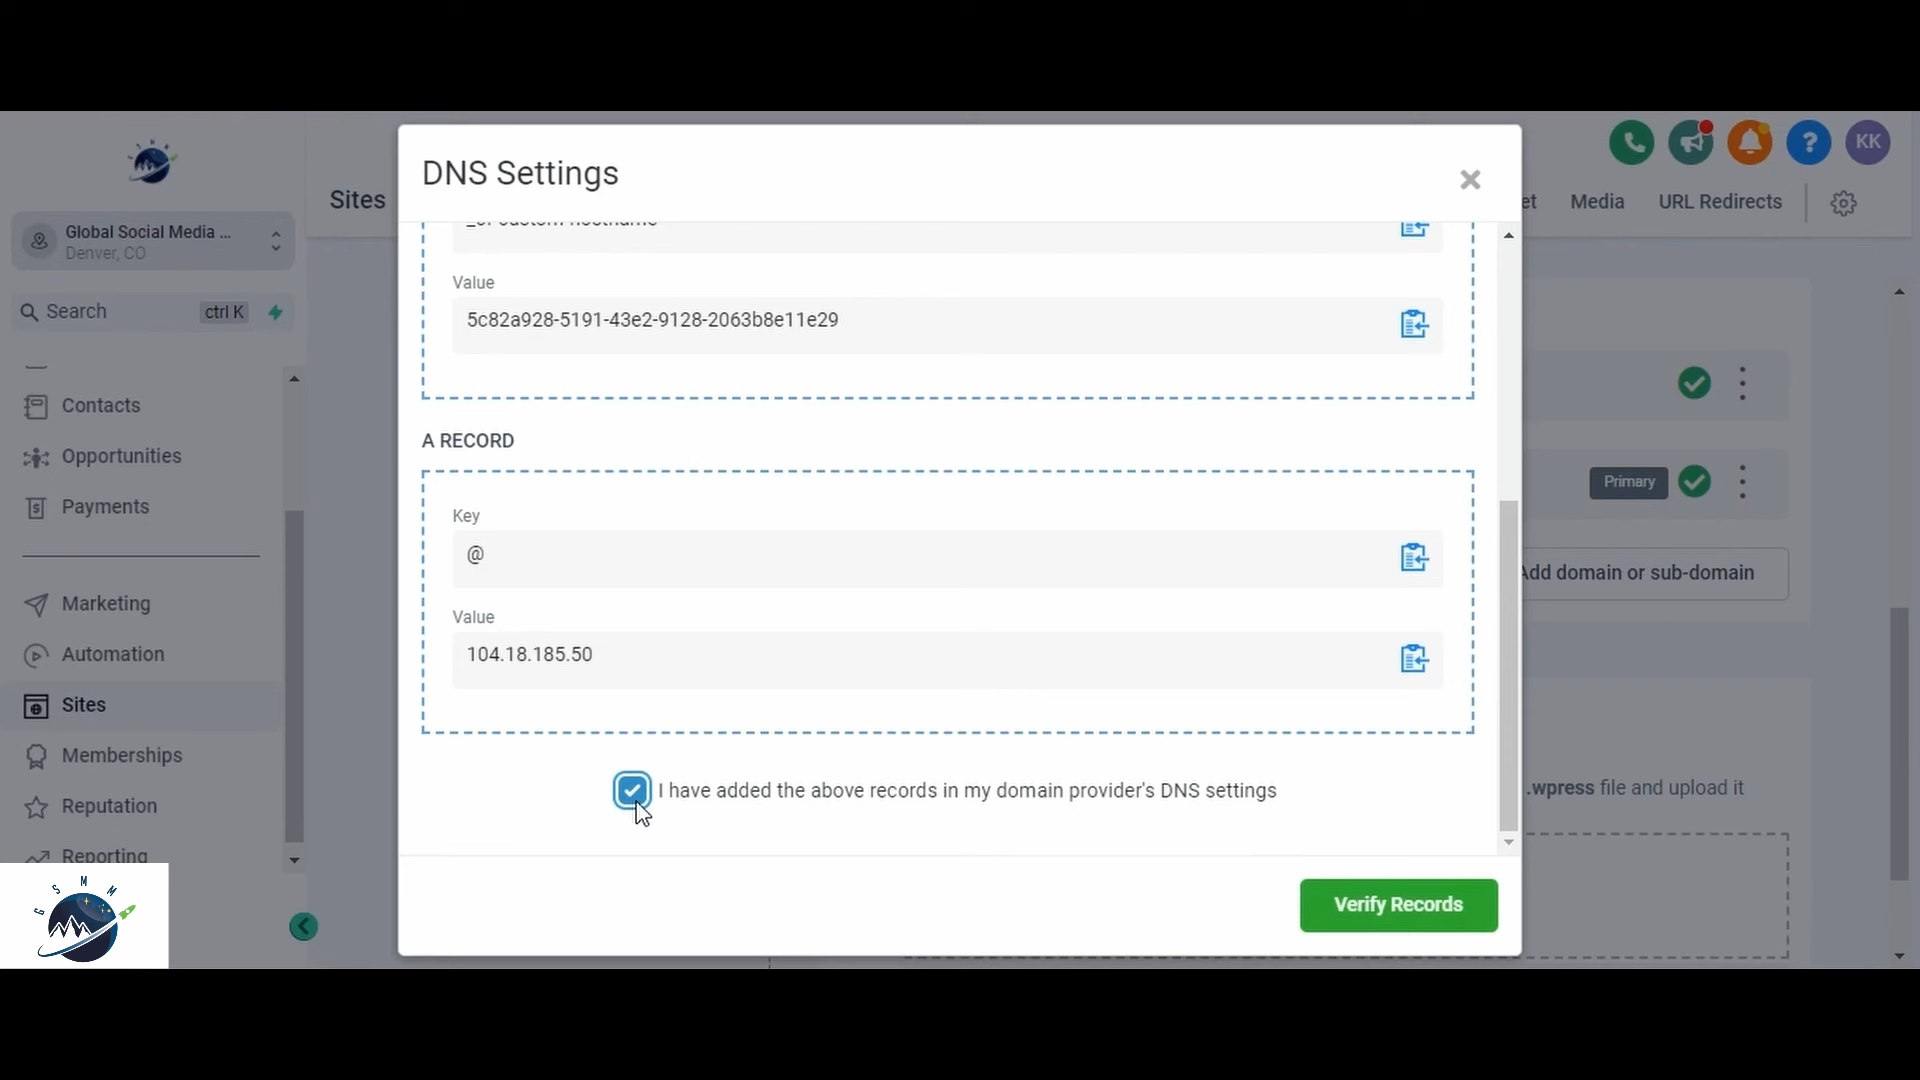 DNS Settings
Sites
Media
URL Redirects
KK
Global Social Media ...
Denver, CO
Search
ctrl K
Contacts
Opportunities
Payments
Marketing
Automation
Sites
Memberships
Reputation
Reporting
Value
5c82a928-5191-43e2-9128-2063b8e11e29
A RECORD
Key
@
Value
104.18.185.50
I have added the above records in my domain provider's DNS settings
Verify Records
Primary
Add domain or sub-domain
.wpress file and upload it
G S M M